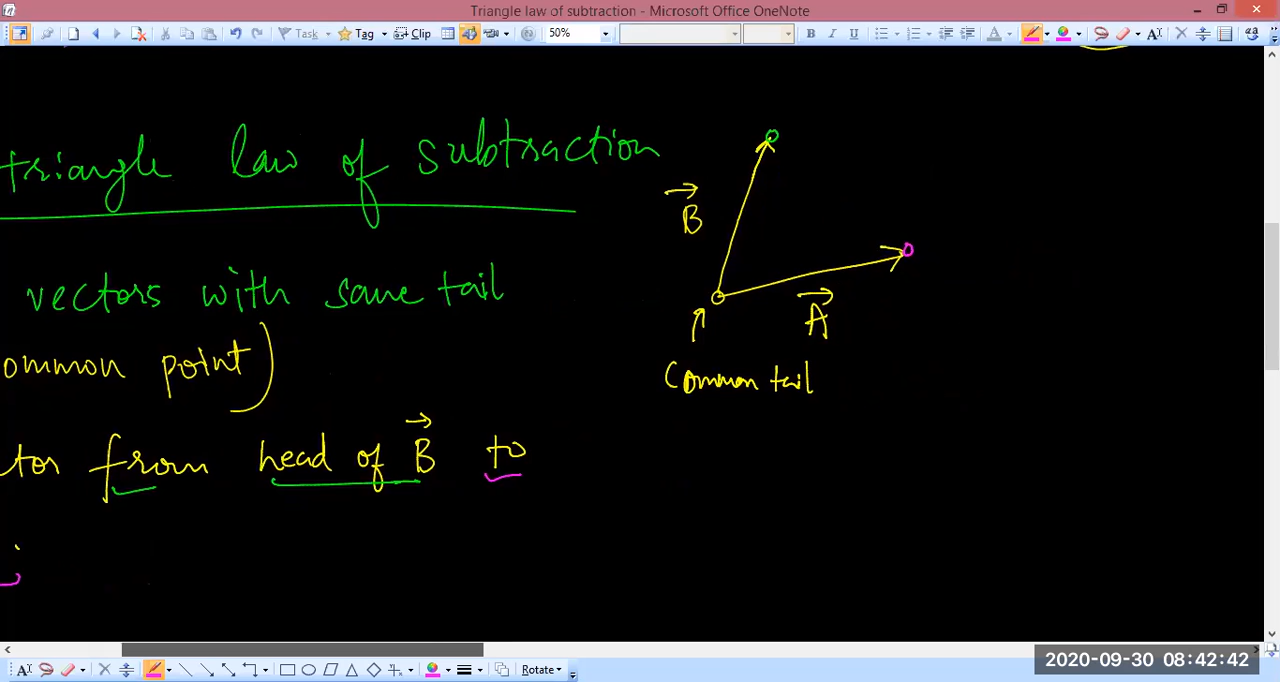 Triangle law of subtraction - Microsoft Office OneNote
Task Tag Clip 50% B I U
triangle law of subtraction
vectors with same tail
ommon point)
tor from head of B to
B
A
Common tail
Rotate
2020-09-30 08:42:42